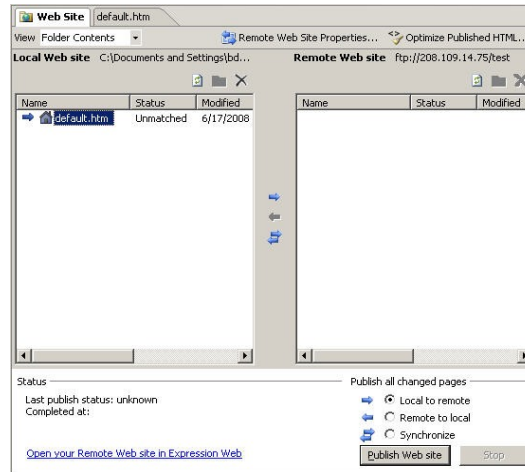 Web Site default.htm
View Folder Contents Remote Web Site Properties... Optimize Published HTML...
Local Web site C:\Documents and Settings\bd... Remote Web site ftp://208.109.14.75/test
Name Status Modified Name Status Modified
default.htm Unmatched 6/17/2008
Status Publish all changed pages
Last publish status: unknown Local to remote
Completed at: Remote to local
Synchronize
Open your Remote Web site in Expression Web Publish Web site Stop